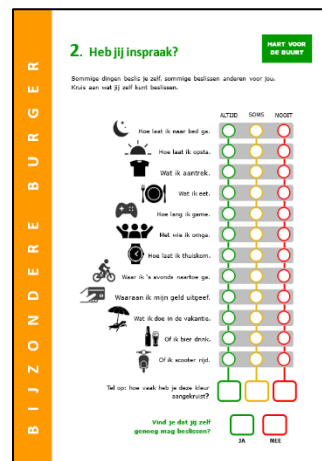 BIJZONDERE BURGER
2. Heb jij inspraak?
HART VOOR
DE BUURT
Sommige dingen beslis je zelf, sommige beslissen anderen voor jou.
Kruis aan wat jij zelf kunt beslissen.
ALTIJD SOMS NOOIT
Hoe laat ik naar bed ga.
Hoe laat ik opsta.
Wat ik aantrek.
Wat ik eet.
Hoe lang ik game.
Met wie ik omga.
Hoe laat ik thuiskom.
Waar ik 's avonds naartoe ga.
Waaraan ik mijn geld uitgeef.
Wat ik doe in de vakantie.
Of ik bier drink.
Of ik scooter rijd.
Tel op: hoe vaak heb je deze kleur
aangekruist?
Vind je dat jij zelf
genoeg mag beslissen?
JA NEE